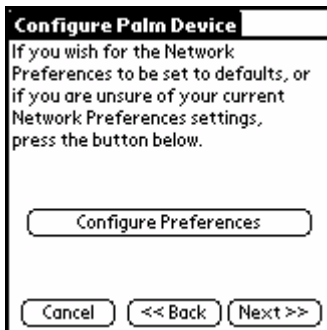 Configure Palm Device
If you wish for the Network
Preferences to be set to defaults, or
if you are unsure of your current
Network Preferences settings,
press the button below.
Configure Preferences
Cancel << Back Next >>